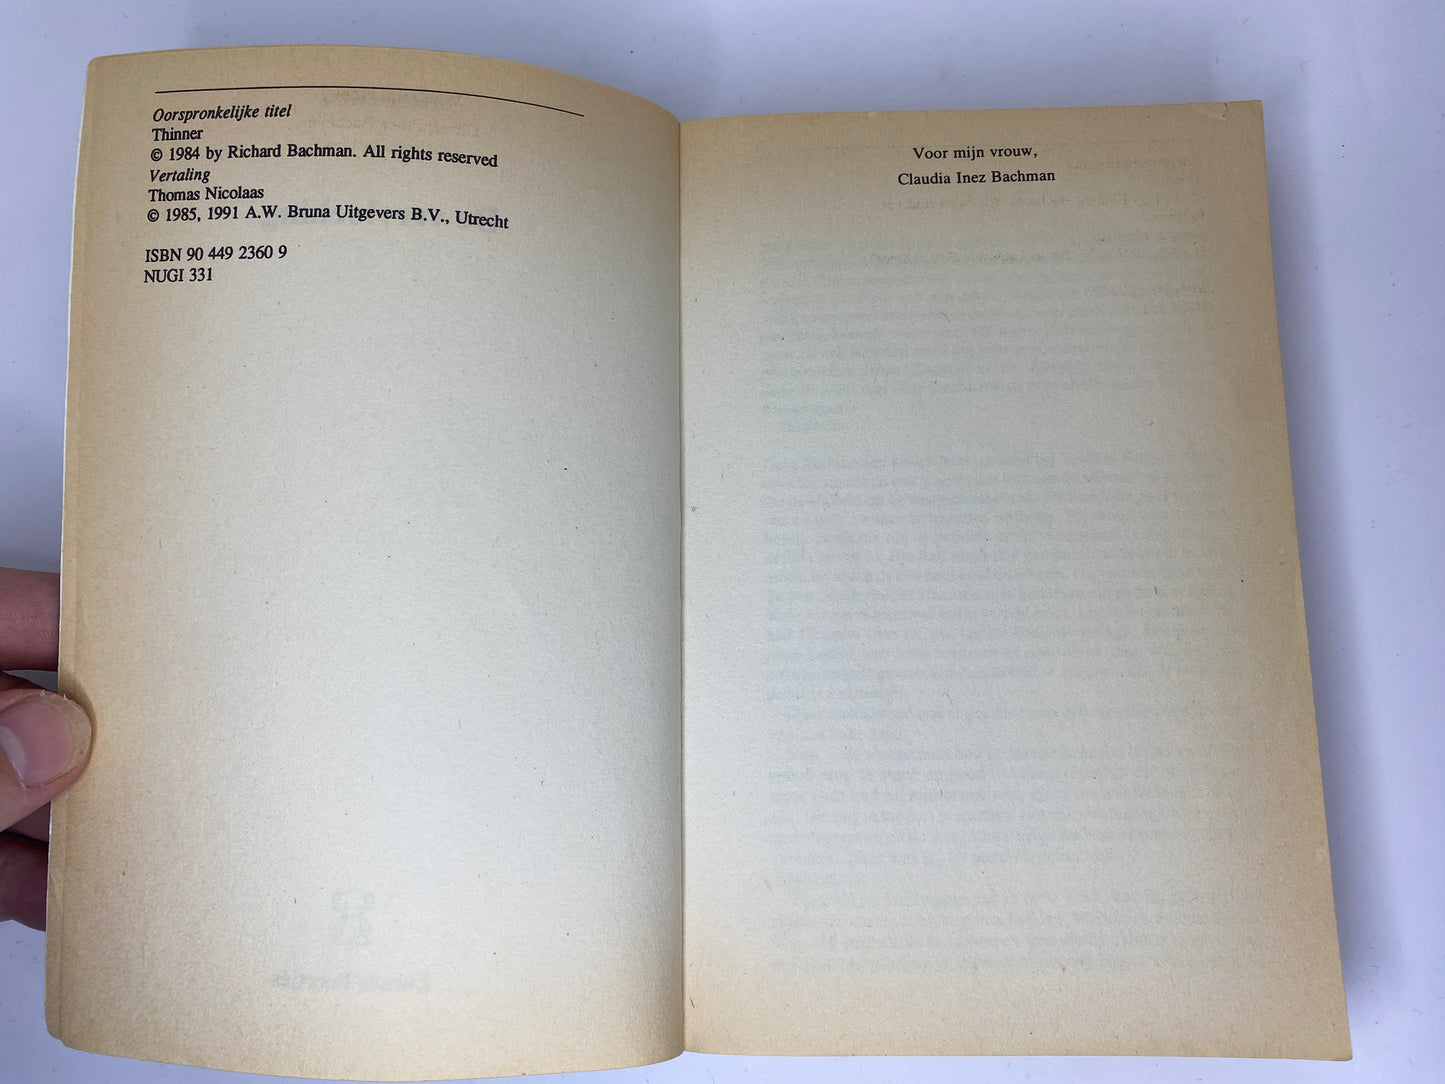 Oorspronkelijke titel
Thinner
© 1984 by Richard Bachman. All rights reserved
Vertaling
Thomas Nicolaas
© 1985, 1991 A.W. Bruna Uitgevers B.V., Utrecht
ISBN 90 449 2360 9
NUGI 331
Voor mijn vrouw,
Claudia Inez Bachman